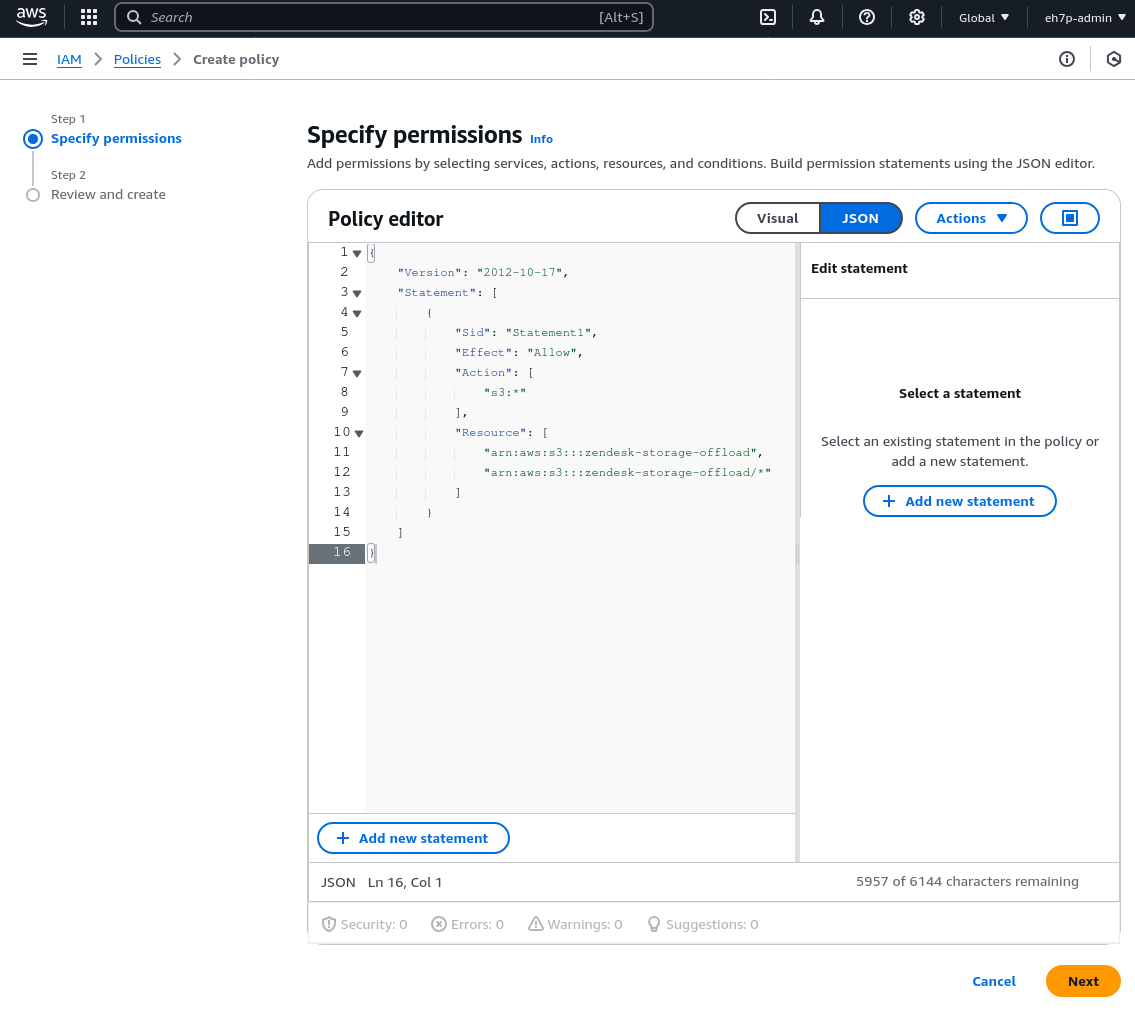 aws Search [Alt+S] Global eh7p-admin
IAM Policies Create policy
Step 1
Specify permissions
Step 2
Review and create
Specify permissions Info
Add permissions by selecting services, actions, resources, and conditions. Build permission statements using the JSON editor.
Policy editor Visual JSON Actions
1 {
2 "Version": "2012-10-17",
3 "Statement": [
4 {
5 "Sid": "Statement1",
6 "Effect": "Allow",
7 "Action": [
8 "s3:*"
9 ],
10 "Resource": [
11 "arn:aws:s3:::zendesk-storage-offload",
12 "arn:aws:s3:::zendesk-storage-offload/*"
13 ]
14 }
15 ]
16 }
Edit statement
Select a statement
Select an existing statement in the policy or
add a new statement.
+ Add new statement
+ Add new statement
JSON Ln 16, Col 1 5957 of 6144 characters remaining
Security: 0 Errors: 0 Warnings: 0 Suggestions: 0
Cancel Next